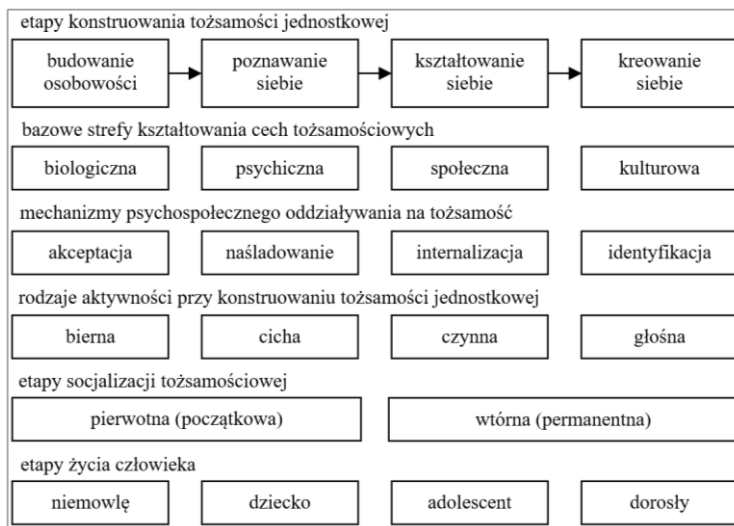 etapy konstruowania tożsamości jednostkowej
budowanie osobowości
poznawanie siebie
kształtowanie siebie
kreowanie siebie
bazowe strefy kształtowania cech tożsamościowych
biologiczna
psychiczna
społeczna
kulturowa
mechanizmy psychospołecznego oddziaływania na tożsamość
akceptacja
naśladowanie
internalizacja
identyfikacja
rodzaje aktywności przy konstruowaniu tożsamości jednostkowej
bierna
cicha
czynna
głośna
etapy socjalizacji tożsamościowej
pierwotna (początkowa)
wtórna (permanentna)
etapy życia człowieka
niemowlę
dziecko
adolescent
dorosły